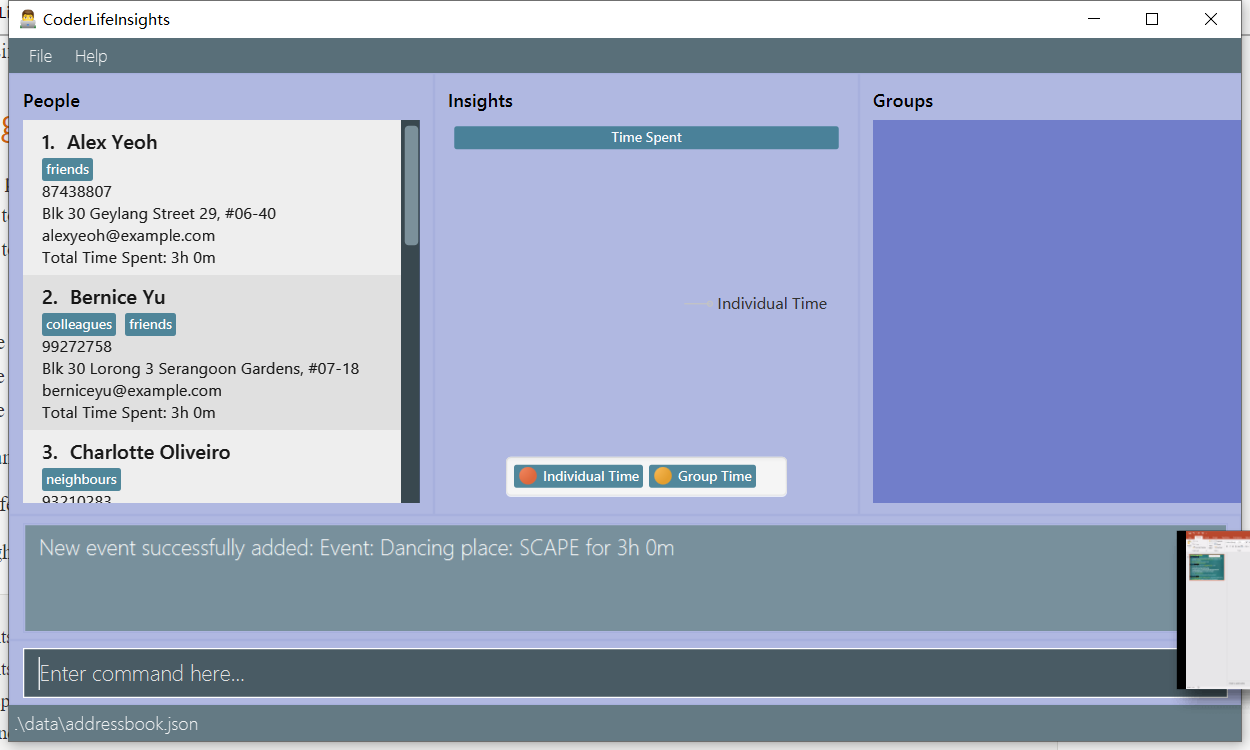 CoderLifeInsights
File Help
People
1. Alex Yeoh
friends
87438807
Blk 30 Geylang Street 29, #06-40
alexyeoh@example.com
Total Time Spent: 3h 0m
2. Bernice Yu
colleagues friends
99272758
Blk 30 Lorong 3 Serangoon Gardens, #07-18
berniceyu@example.com
Total Time Spent: 3h 0m
3. Charlotte Oliveiro
neighbours
93210283
Insights
Time Spent
Individual Time
Individual Time Group Time
Groups
New event successfully added: Event: Dancing place: SCAPE for 3h 0m
Enter command here...
.\data\addressbook.json